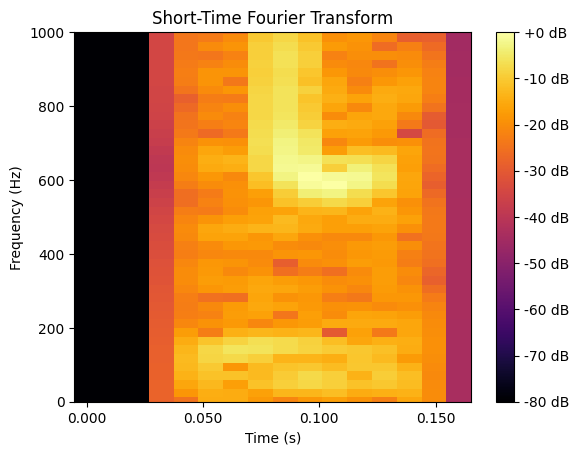 Short-Time Fourier Transform
1000
800
600
400
200
0
Frequency (Hz)
0.000
0.050
0.100
0.150
Time (s)
+0 dB
-10 dB
-20 dB
-30 dB
-40 dB
-50 dB
-60 dB
-70 dB
-80 dB